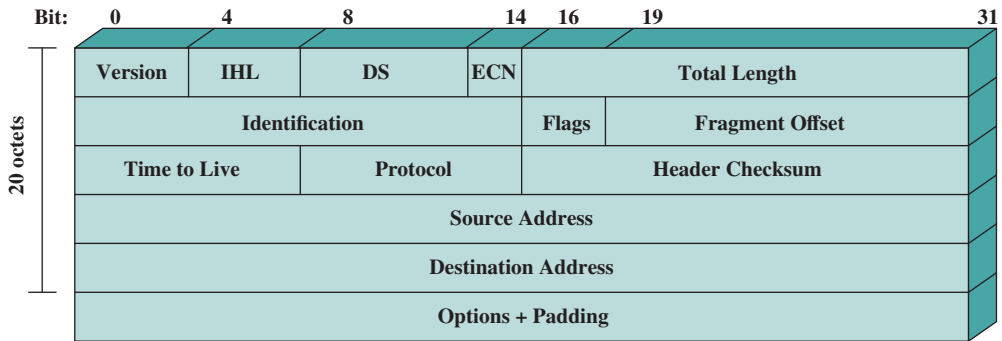 Bit: 0 4 8 14 16 19 31
Version IHL DS ECN Total Length
Identification Flags Fragment Offset
Time to Live Protocol Header Checksum
Source Address
Destination Address
Options + Padding
20 octets